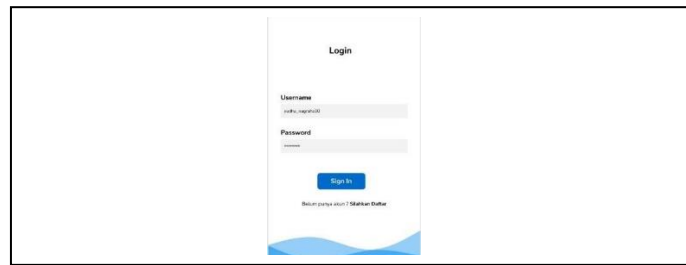 Login
Username
Password
Sign In
Belum punya akun ? Silahkan Daftar